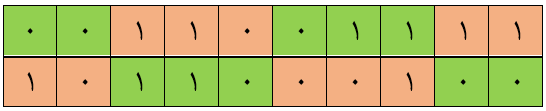 ٠ ٠ ١ ١ ٠ ٠ ١ ١ ١ ١
١ ٠ ١ ١ ٠ ٠ ٠ ١ ٠ ٠